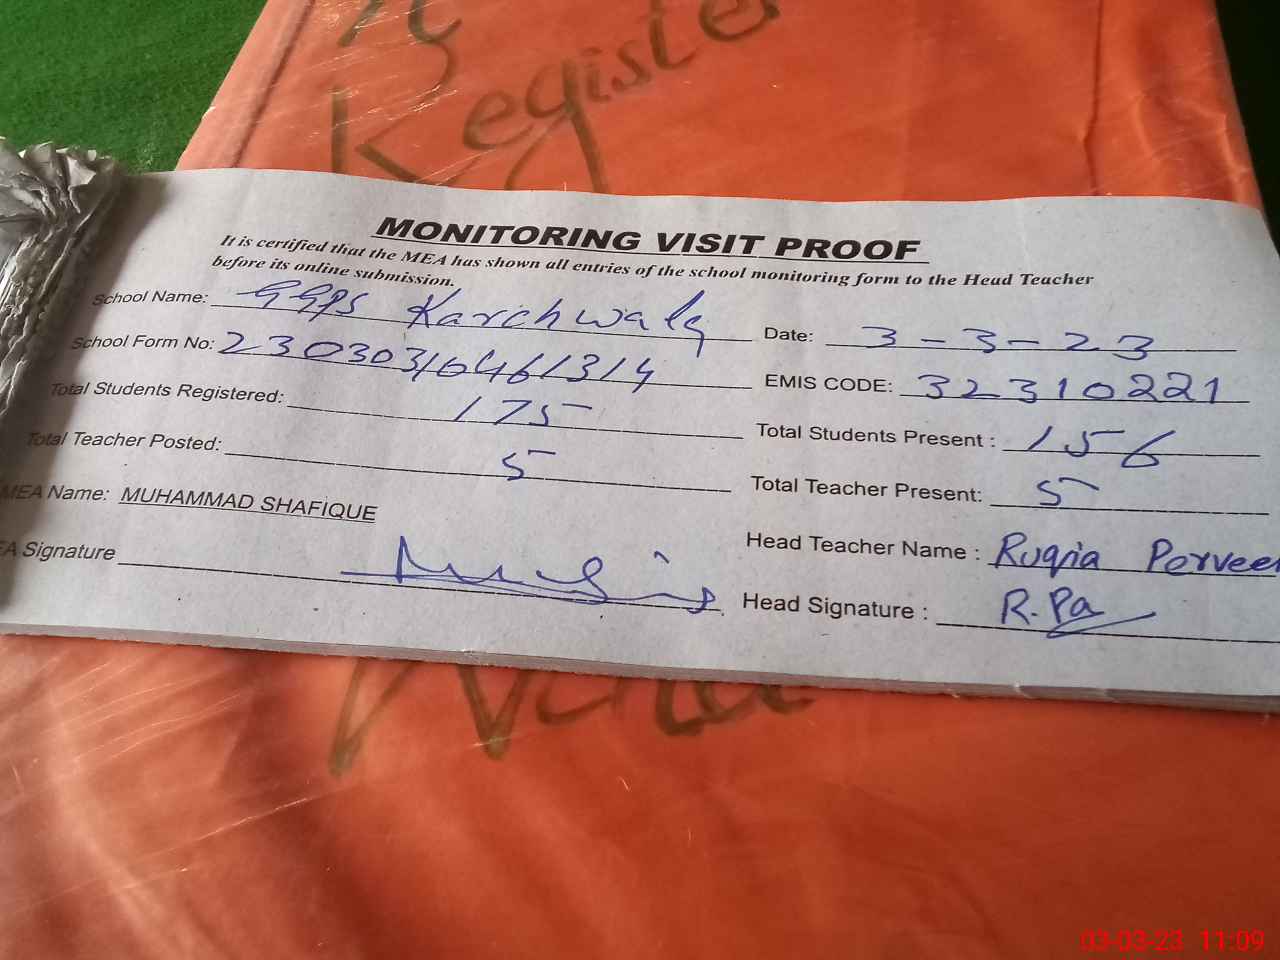 Register
MONITORING VISIT PROOF
It is certified that the MEA has shown all entries of the school monitoring form to the Head Teacher
before its online submission.
School Name: GGPS Karchwala
Date: 3-3-23
School Form No: 23030316461314
EMIS CODE: 32310221
Total Students Registered: 175
Total Students Present : 156
Total Teacher Posted: 5
Total Teacher Present: 5
MEA Name: MUHAMMAD SHAFIQUE
Head Teacher Name : Ruqia Perveen
EA Signature
Head Signature : R.Pa
03-03-23 11:09